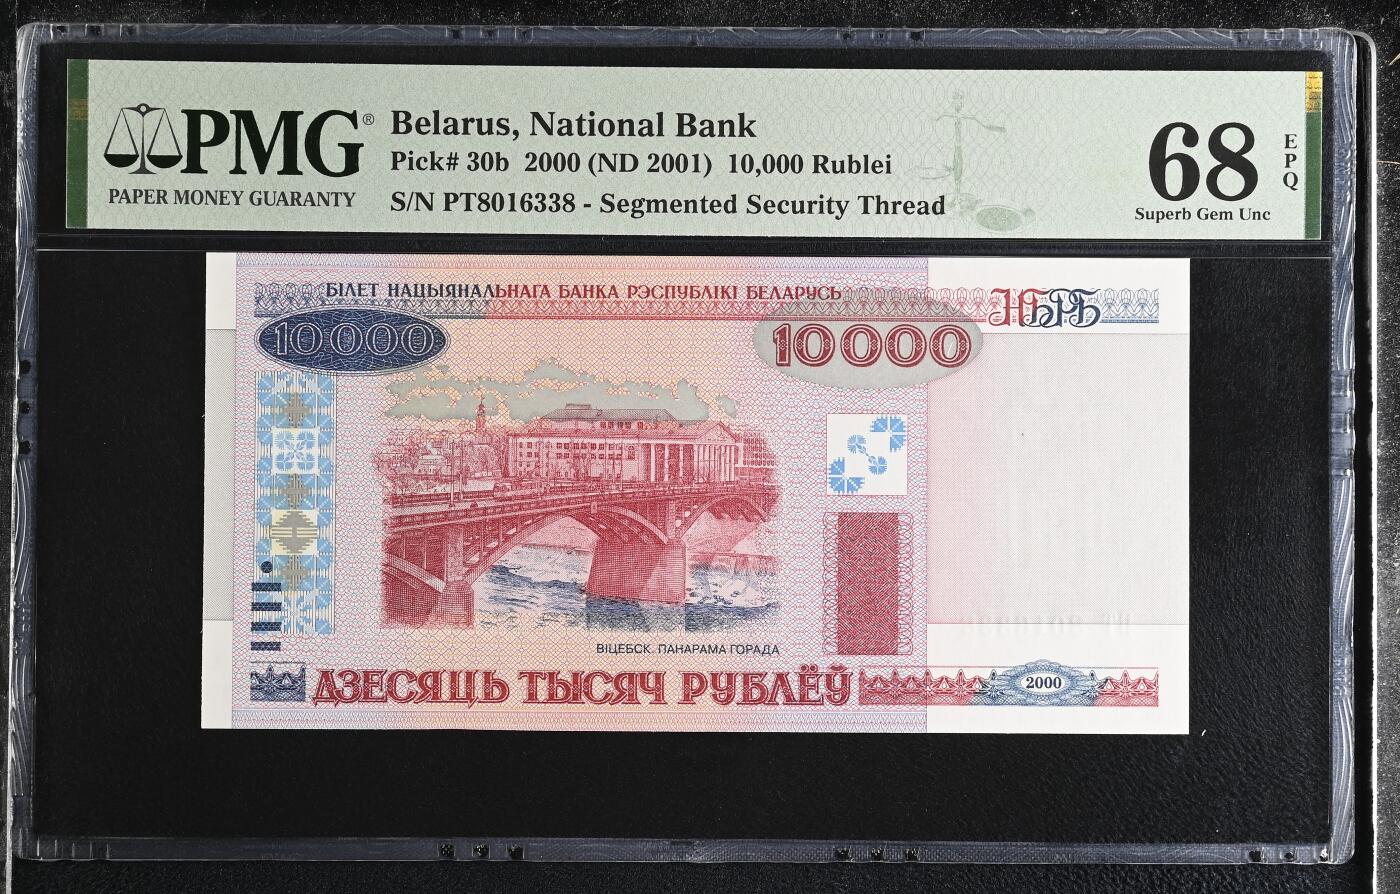 PMG®
PAPER MONEY GUARANTY
Belarus, National Bank
Pick# 30b 2000 (ND 2001) 10,000 Rublei
S/N PT8016338 - Segmented Security Thread
68
EPQ
Superb Gem Unc
БІЛЕТ НАЦЫЯНАЛЬНАГА БАНКА РЭСПУБЛІКІ БЕЛАРУСЬ
НБРБ
10000
10000
ВІЦЕБСК. ПАНАРАМА ГОРАДА
ДЗЕСЯЦЬ ТЫСЯЧ РУБЛЁЎ
2000